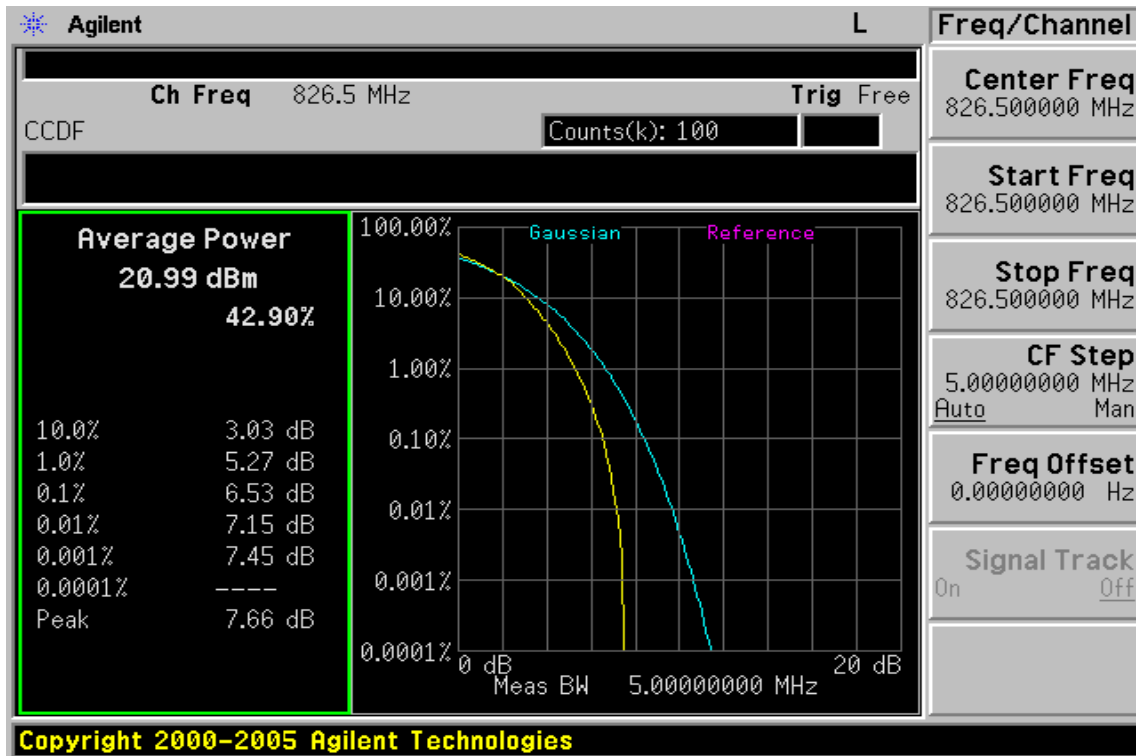 Agilent L Freq/Channel
Ch Freq 826.5 MHz Trig Free
CCDF Counts(k): 100
Average Power
20.99 dBm
42.90%
10.0% 3.03 dB
1.0% 5.27 dB
0.1% 6.53 dB
0.01% 7.15 dB
0.001% 7.45 dB
0.0001% ----
Peak 7.66 dB
Gaussian Reference
100.00%
10.00%
1.00%
0.10%
0.01%
0.001%
0.0001%
0 dB 20 dB
Meas BW 5.00000000 MHz
Center Freq
826.500000 MHz
Start Freq
826.500000 MHz
Stop Freq
826.500000 MHz
CF Step
5.00000000 MHz
Auto Man
Freq Offset
0.00000000 Hz
Signal Track
On Off
Copyright 2000-2005 Agilent Technologies